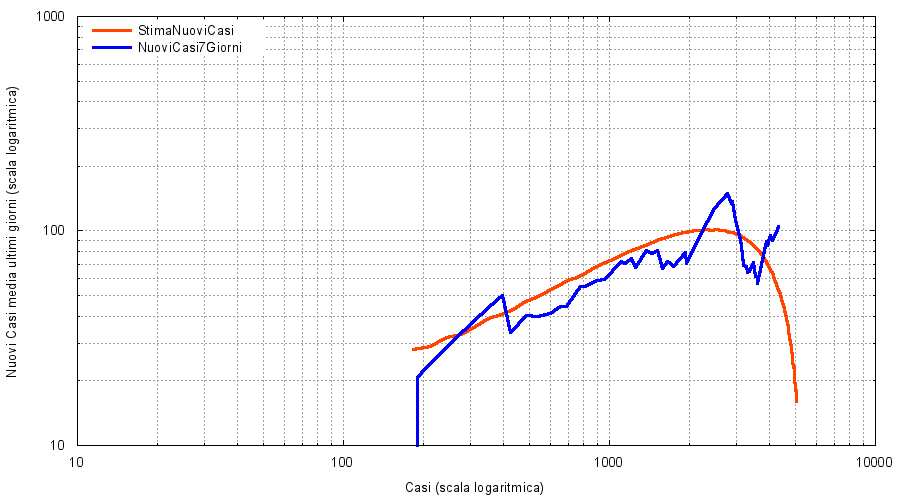 1000
StimaNuoviCasi
NuoviCasi7Giorni
100
10
Nuovi Casi media ultimi giorni (scala logaritmica)
10
100
1000
10000
Casi (scala logaritmica)